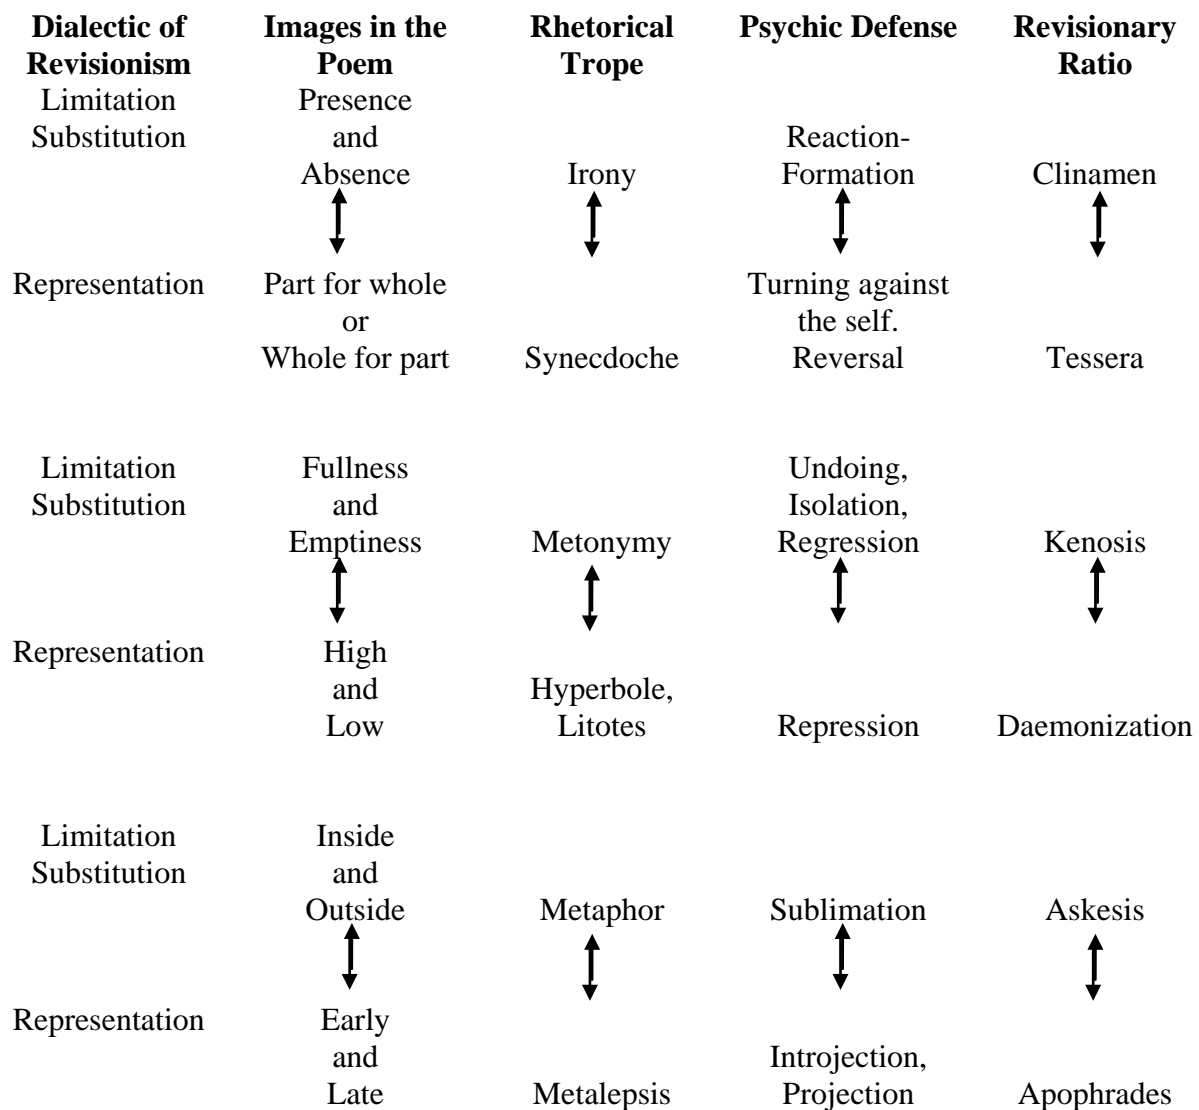 Dialectic of Images in the Rhetorical Psychic Defense Revisionary
Revisionism Poem Trope Ratio
Limitation Presence
Substitution and Reaction-
Absence Irony Formation Clinamen
Representation Part for whole Turning against
or the self.
Whole for part Synecdoche Reversal Tessera
Limitation Fullness Undoing,
Substitution and Isolation,
Emptiness Metonymy Regression Kenosis
Representation High
and Hyperbole,
Low Litotes Repression Daemonization
Limitation Inside
Substitution and
Outside Metaphor Sublimation Askesis
Representation Early
and Introjection,
Late Metalepsis Projection Apophrades